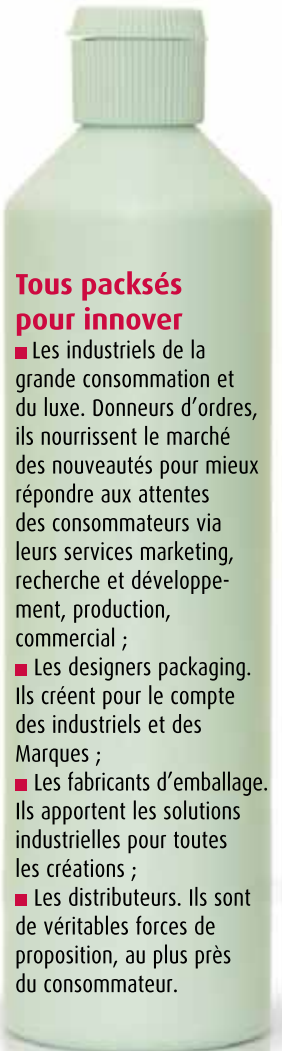 Tous packsés
pour innover
■ Les industriels de la
grande consommation et
du luxe. Donneurs d'ordres,
ils nourrissent le marché
des nouveautés pour mieux
répondre aux attentes
des consommateurs via
leurs services marketing,
recherche et développe-
ment, production,
commercial ;
■ Les designers packaging.
Ils créent pour le compte
des industriels et des
Marques ;
■ Les fabricants d'emballage.
Ils apportent les solutions
industrielles pour toutes
les créations ;
■ Les distributeurs. Ils sont
de véritables forces de
proposition, au plus près
du consommateur.